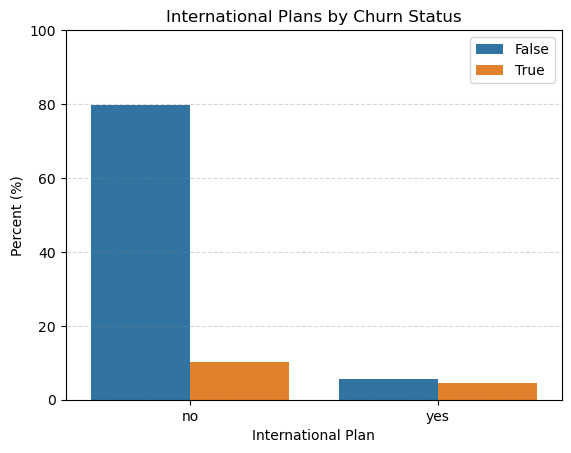 International Plans by Churn Status
False
True
Percent (%)
100
80
60
40
20
0
no
yes
International Plan